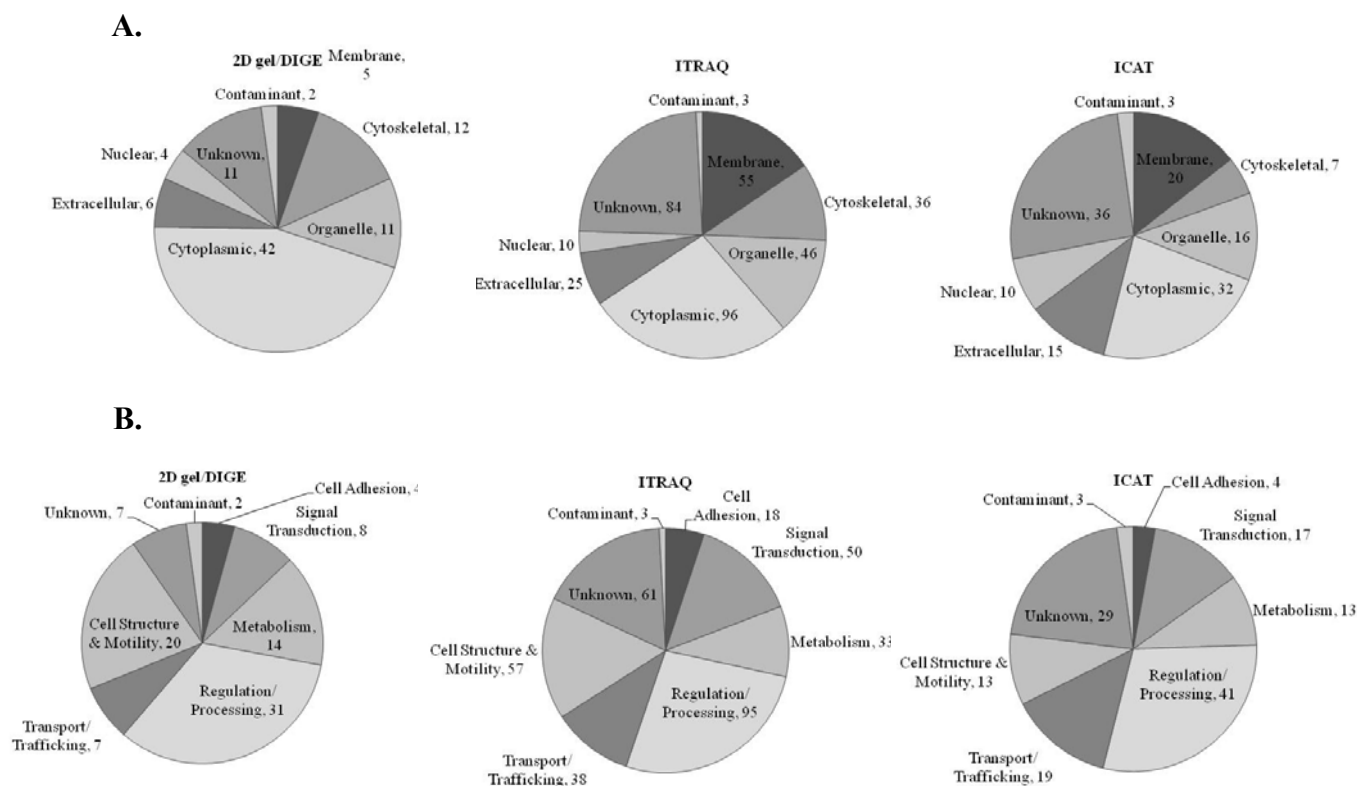 A.
2D gel/DIGE
Membrane,
5
Contaminant, 2
Cytoskeletal, 12
Nuclear, 4
Unknown,
11
Extracellular, 6
Organelle, 11
Cytoplasmic, 42
ITRAQ
Contaminant, 3
Membrane,
55
Unknown, 84
Cytoskeletal, 36
Nuclear, 10
Organelle, 46
Extracellular, 25
Cytoplasmic, 96
ICAT
Contaminant, 3
Membrane,
20
Cytoskeletal, 7
Unknown, 36
Organelle, 16
Nuclear, 10
Cytoplasmic, 32
Extracellular, 15
B.
2D gel/DIGE
Cell Adhesion, 4
Contaminant, 2
Signal
Transduction, 8
Unknown, 7
Cell Structure
& Motility, 20
Metabolism,
14
Regulation/
Processing, 31
Transport/
Trafficking, 7
ITRAQ
Cell
Adhesion, 18
Contaminant, 3
Signal
Transduction, 50
Unknown, 61
Cell Structure &
Motility, 57
Metabolism, 33
Regulation/
Processing, 95
Transport/
Trafficking, 38
ICAT
Cell Adhesion, 4
Contaminant, 3
Signal
Transduction, 17
Unknown, 29
Metabolism, 13
Cell Structure &
Motility, 13
Regulation/
Processing, 41
Transport/
Trafficking, 19